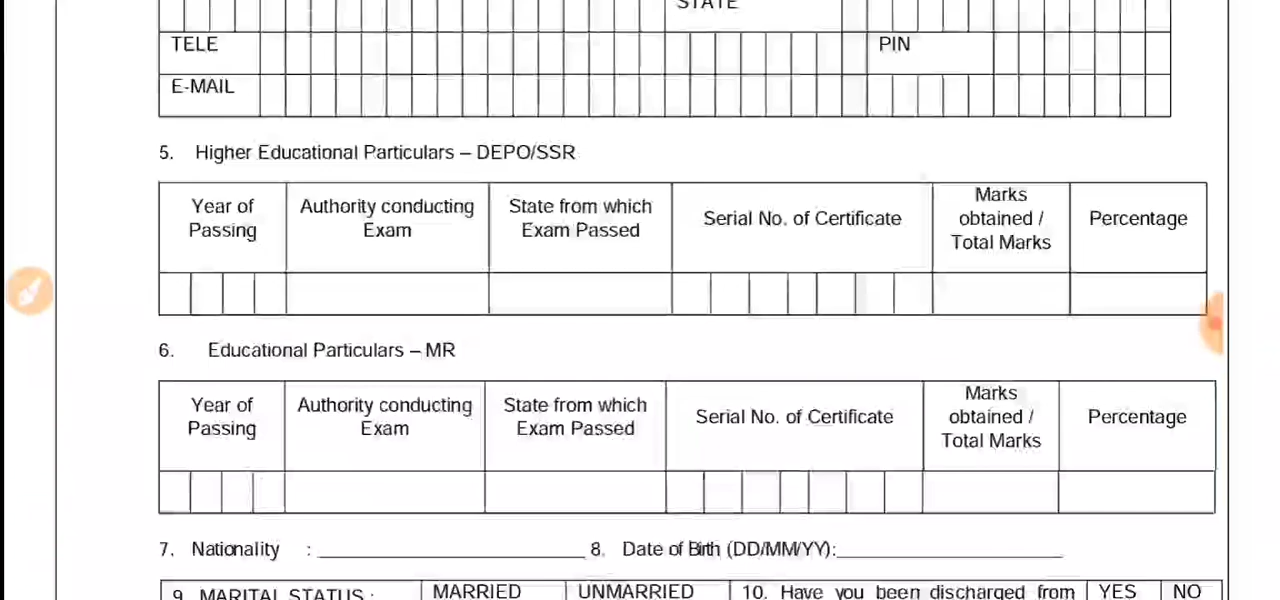 STATE
TELE PIN
E-MAIL
5. Higher Educational Particulars – DEPO/SSR
Year of Passing
Authority conducting Exam
State from which Exam Passed
Serial No. of Certificate
Marks obtained / Total Marks
Percentage
6. Educational Particulars – MR
Year of Passing
Authority conducting Exam
State from which Exam Passed
Serial No. of Certificate
Marks obtained / Total Marks
Percentage
7. Nationality : ________________________ 8. Date of Birth (DD/MM/YY):____________________
9. MARITAL STATUS : MARRIED UNMARRIED 10. Have you been discharged from YES NO